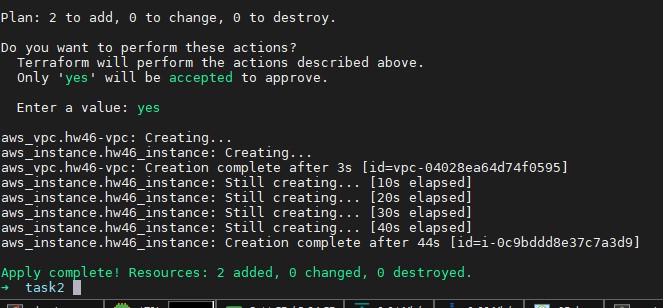 Plan: 2 to add, 0 to change, 0 to destroy.
Do you want to perform these actions?
Terraform will perform the actions described above.
Only 'yes' will be accepted to approve.
Enter a value: yes
aws_vpc.hw46-vpc: Creating...
aws_instance.hw46_instance: Creating...
aws_vpc.hw46-vpc: Creation complete after 3s [id=vpc-04028ea64d74f0595]
aws_instance.hw46_instance: Still creating... [10s elapsed]
aws_instance.hw46_instance: Still creating... [20s elapsed]
aws_instance.hw46_instance: Still creating... [30s elapsed]
aws_instance.hw46_instance: Still creating... [40s elapsed]
aws_instance.hw46_instance: Creation complete after 44s [id=i-0c9bddd8e37c7a3d9]
Apply complete! Resources: 2 added, 0 changed, 0 destroyed.
➜ task2